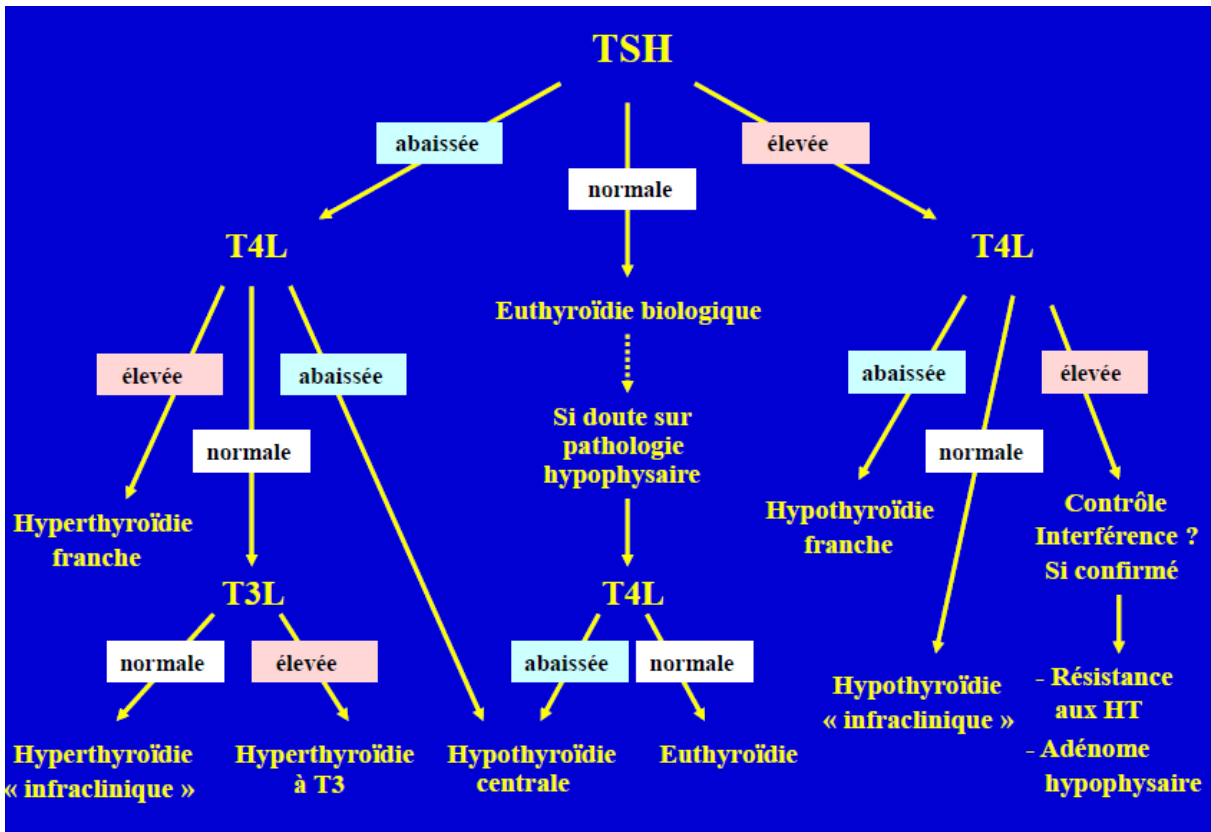 TSH
abaissée
normale
élevée
T4L
T4L
Euthyroïdie biologique
élevée
abaissée
normale
Si doute sur
pathologie
hypophysaire
abaissée
élevée
normale
Hyperthyroïdie
franche
Hypothyroïdie
franche
Contrôle
Interférence ?
Si confirmé
T3L
T4L
normale
élevée
abaissée
normale
Hyperthyroïdie
« infraclinique »
Hyperthyroïdie
à T3
Hypothyroïdie
centrale
Euthyroïdie
Hypothyroïdie
« infraclinique »
- Résistance
aux HT
- Adénome
hypophysaire